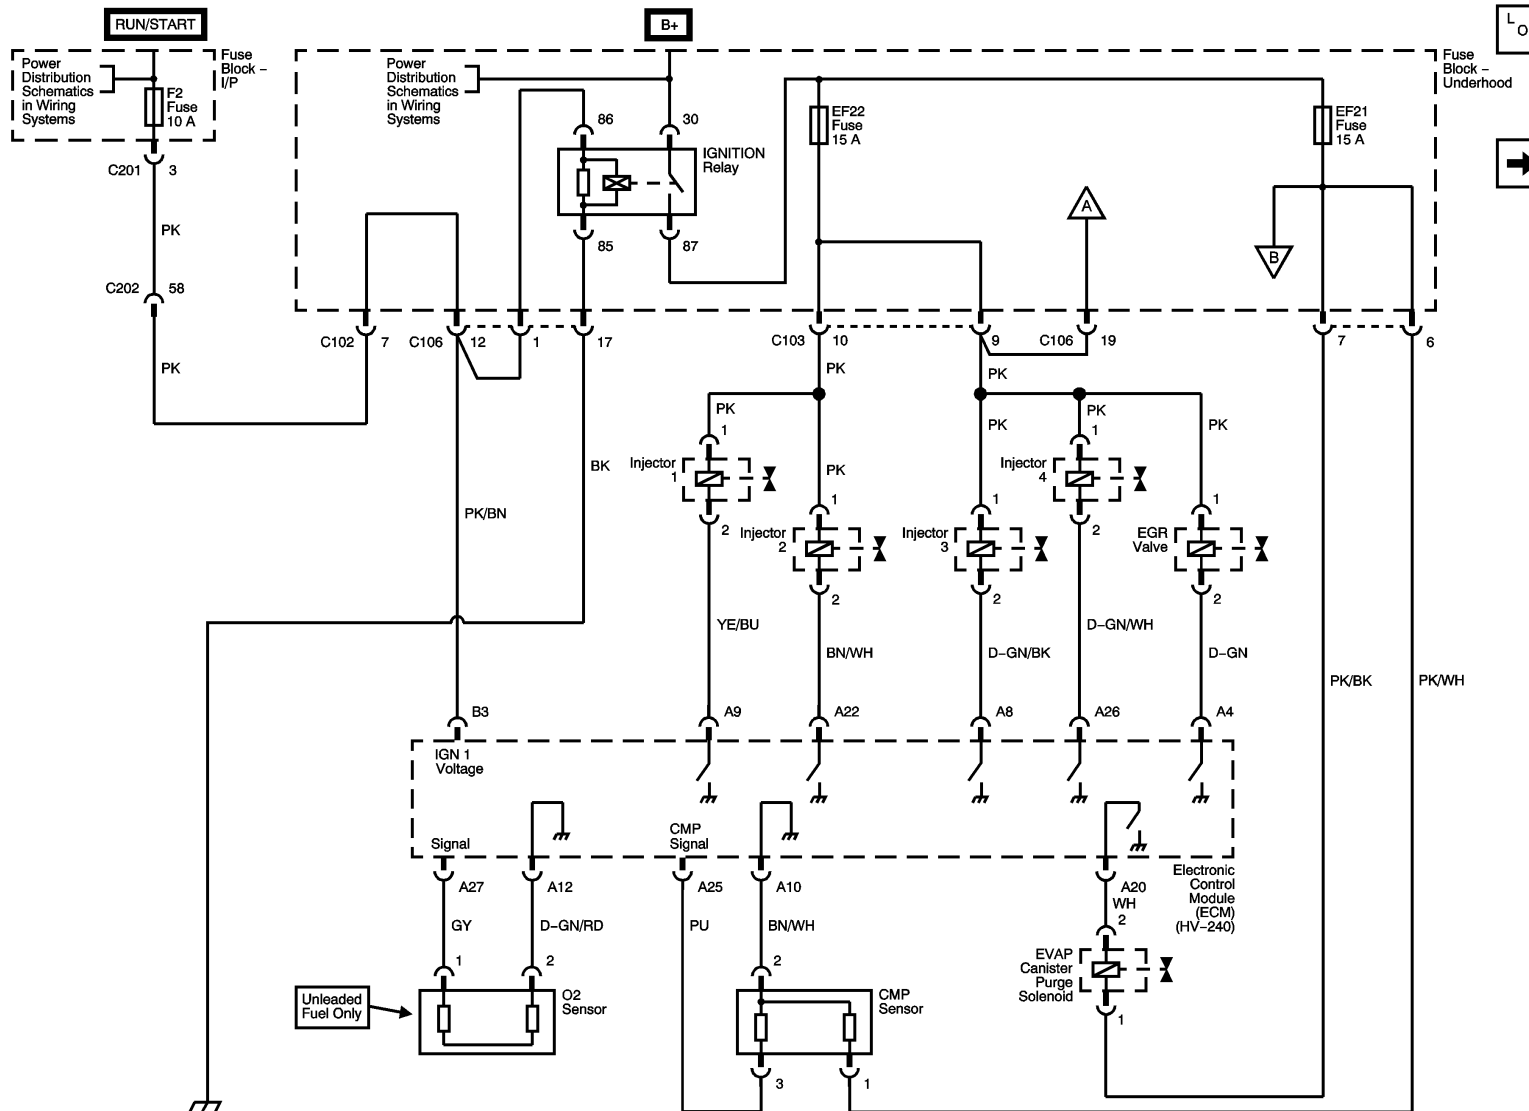 RUN/START
B+
L
O
Power
Distribution
Schematics
in Wiring
Systems
F2
Fuse
10 A
Fuse
Block –
I/P
Power
Distribution
Schematics
in Wiring
Systems
86
30
IGNITION
Relay
85
87
EF22
Fuse
15 A
EF21
Fuse
15 A
Fuse
Block –
Underhood
A
B
C201
3
PK
C202
58
PK
C102
7
C106
12
1
17
C103
10
9
C106
19
7
6
PK
PK
PK
PK
PK
PK
PK
BK
PK/BN
1
Injector
1
2
1
Injector
2
2
1
Injector
3
2
1
Injector
4
2
1
EGR
Valve
2
YE/BU
BN/WH
D–GN/BK
D–GN/WH
D–GN
PK/BK
PK/WH
B3
A9
A22
A8
A26
A4
IGN 1
Voltage
Signal
CMP
Signal
A27
A12
A25
A10
A20
Electronic
Control
Module
(ECM)
(HV–240)
GY
D–GN/RD
PU
BN/WH
WH
1
2
2
2
EVAP
Canister
Purge
Solenoid
1
Unleaded
Fuel Only
O2
Sensor
CMP
Sensor
3
1